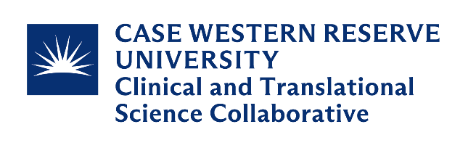 CASE WESTERN RESERVE
UNIVERSITY
Clinical and Translational
Science Collaborative